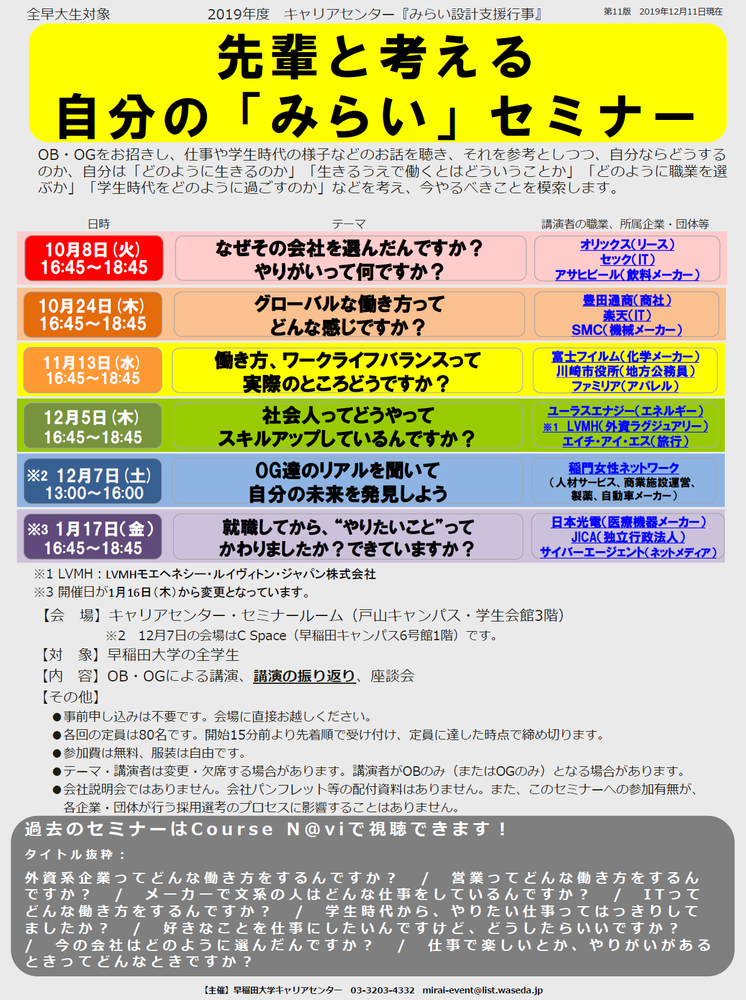 全早大生対象　2019年度　キャリアセンター『みらい設計支援行事』　第11版　2019年12月11日現在
先輩と考える
自分の「みらい」セミナー
OB・OGをお招きし、仕事や学生時代の様子などのお話を聴き、それを参考としつつ、自分ならどうする
のか、自分は「どのように生きるのか」「生きるうえで働くとはどういうことか」「どのように職業を選
ぶか」「学生時代をどのように過ごすのか」などを考え、今やるべきことを模索します。
日時　テーマ　講演者の職業、所属企業・団体等
10月8日(火)
16:45～18:45
なぜその会社を選んだんですか？
やりがいって何ですか？
オリックス(リース)
セック(IT)
アサヒビール(飲料メーカー)
10月24日(木)
16:45～18:45
グローバルな働き方って
どんな感じですか？
豊田通商(商社)
楽天(IT)
SMC(機械メーカー)
11月13日(水)
16:45～18:45
働き方、ワークライフバランスって
実際のところどうですか？
富士フイルム(化学メーカー)
川崎市役所(地方公務員)
ファミリア(アパレル)
12月5日(木)
16:45～18:45
社会人ってどうやって
スキルアップしているんですか？
ユーラスエナジー(エネルギー)
※1　LVMH(外資ラグジュアリー)
エイチ・アイ・エス(旅行)
※2 12月7日(土)
13:00～16:00
OG達のリアルを聞いて
自分の未来を発見しよう
稲門女性ネットワーク
(人材サービス、商業施設運営、
製薬、自動車メーカー)
※3 1月17日(金)
16:45～18:45
就職してから、“やりたいこと”って
かわりましたか？できていますか？
日本光電(医療機器メーカー)
JICA(独立行政法人)
サイバーエージェント(ネットメディア)
※1 LVMH：LVMHモエヘネシー・ルイヴィトン・ジャパン株式会社
※3 開催日が1月16日(木)から変更となっています。
【会　場】キャリアセンター・セミナールーム（戸山キャンパス・学生会館3階）
※2　12月7日の会場はC Space（早稲田キャンパス6号館1階）です。
【対　象】早稲田大学の全学生
【内　容】OB・OGによる講演、講演の振り返り、座談会
【その他】
●事前申し込みは不要です。会場に直接お越しください。
●各回の定員は80名です。開始15分前より先着順で受け付け、定員に達した時点で締め切ります。
●参加費は無料、服装は自由です。
●テーマ・講演者は変更・欠席する場合があります。講演者がOBのみ（またはOGのみ）となる場合があります。
●会社説明会ではありません。会社パンフレット等の配付資料はありません。また、このセミナーへの参加有無が、
各企業・団体が行う採用選考のプロセスに影響することはありません。
過去のセミナーはCourse N@viで視聴できます！
タイトル抜粋：
外資系企業ってどんな働き方をするんですか？　/　営業ってどんな働き方をするん
ですか？　/　メーカーで文系の人はどんな仕事をしているんですか？　/　ITって
どんな働き方をするんですか？　/　学生時代から、やりたい仕事ってはっきりして
ましたか？　/　好きなことを仕事にしたいんですけど、どうしたらいいですか？
/　今の会社はどのように選んだんですか？　/　仕事で楽しいとか、やりがいがある
ときってどんなときですか？
【主催】早稲田大学キャリアセンター　03-3203-4332　mirai-event@list.waseda.jp